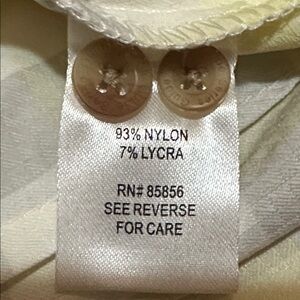 93% NYLON
7% LYCRA
RN# 85856
SEE REVERSE
FOR CARE